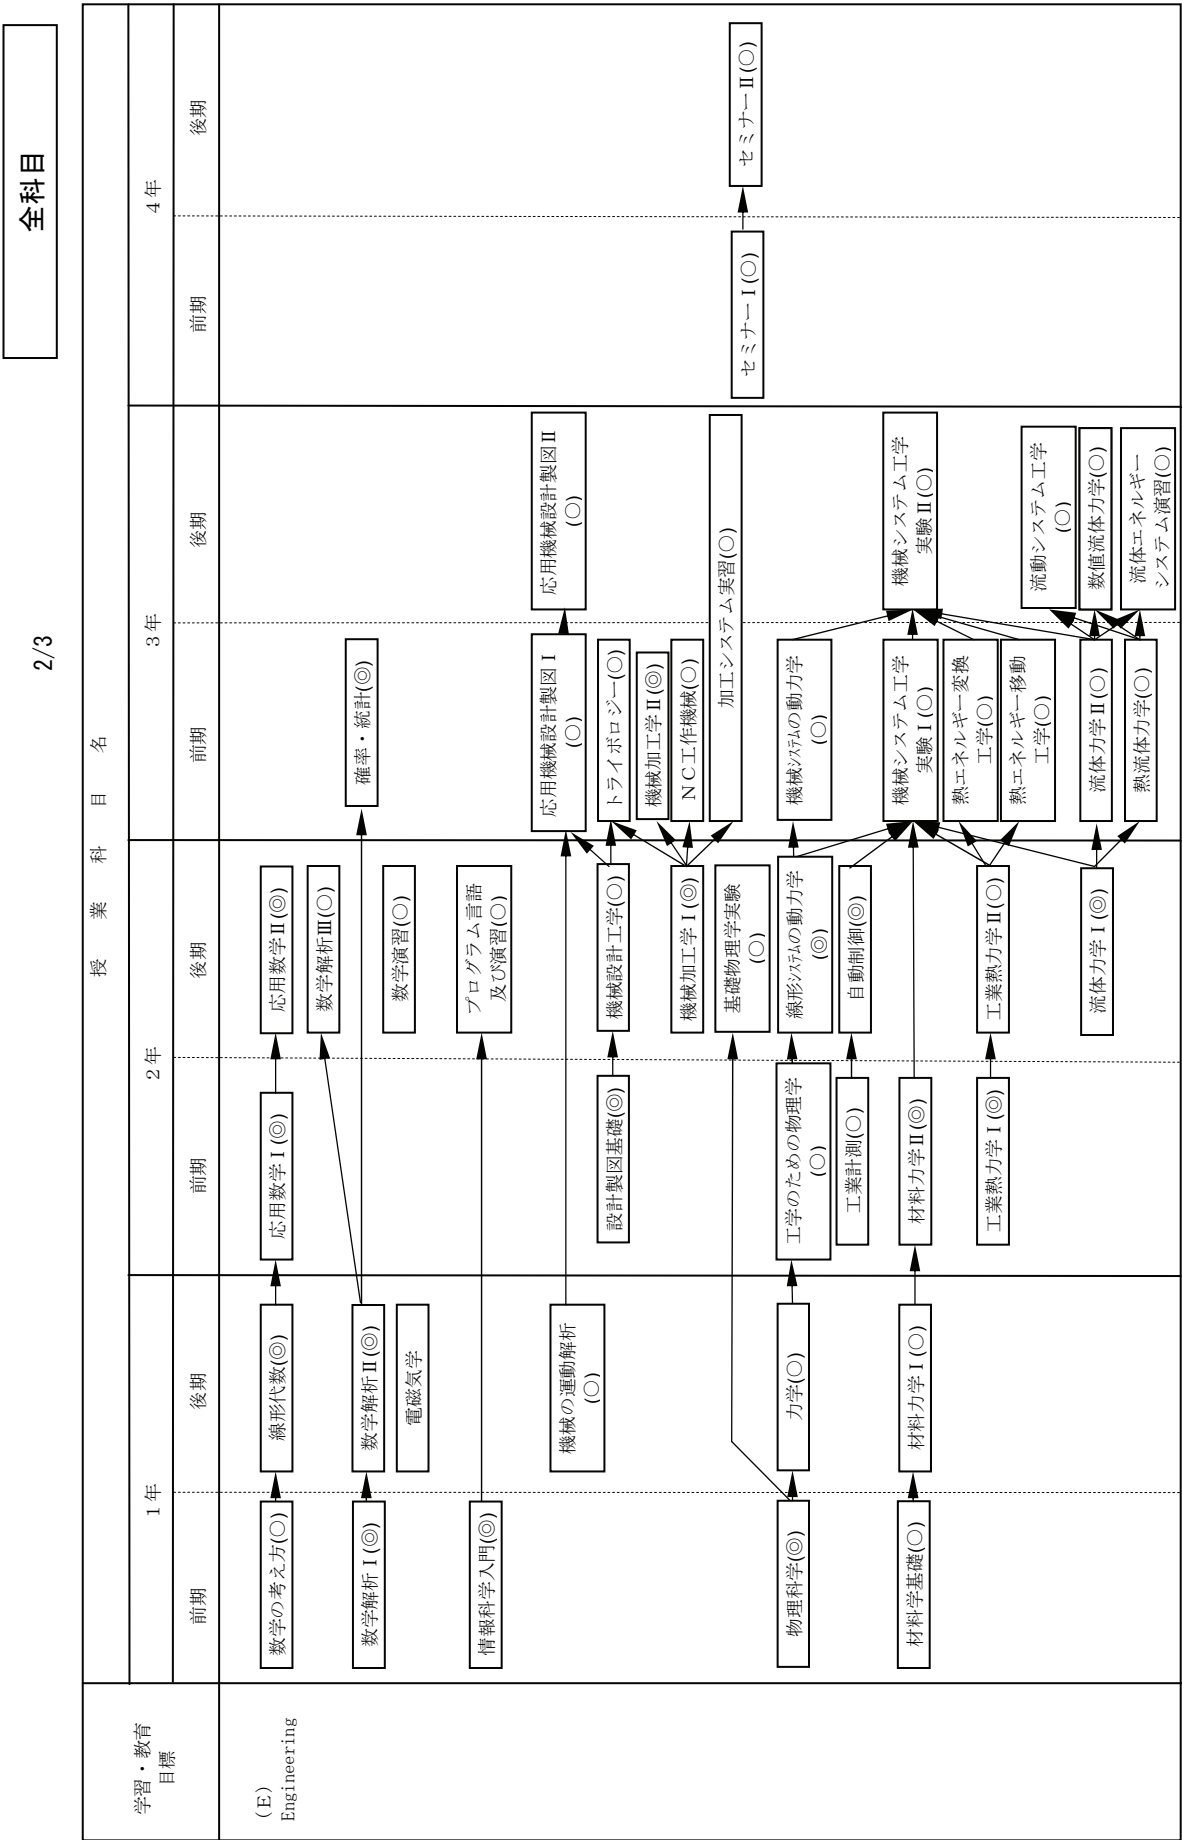 2/3
全科目
学習・教育
目標
授　業　科　目　名
1年
2年
3年
4年
前期
後期
前期
後期
前期
後期
前期
後期
(E)
Engineering
数学の考え方(○)
線形代数(◎)
応用数学Ⅰ(◎)
応用数学Ⅱ(◎)
数学解析Ⅲ(○)
数学解析Ⅰ(◎)
数学解析Ⅱ(◎)
確率・統計(◎)
数学演習(○)
電磁気学
情報科学入門(◎)
プログラム言語
及び演習(○)
機械の運動解析
(○)
応用機械設計製図Ⅰ
(○)
応用機械設計製図Ⅱ
(○)
設計製図基礎(◎)
機械設計工学(○)
トライボロジー(○)
機械加工学Ⅱ(◎)
機械加工学Ⅰ(◎)
ＮＣ工作機械(○)
加工システム実習(○)
基礎物理学実験
(○)
セミナーⅠ(○)
セミナーⅡ(○)
物理科学(◎)
力学(○)
工学のための物理学
(○)
線形システムの動力学
(◎)
機械システムの動力学
(○)
工業計測(○)
自動制御(◎)
材料学基礎(○)
材料力学Ⅰ(○)
材料力学Ⅱ(◎)
機械システム工学
実験Ⅰ(○)
機械システム工学
実験Ⅱ(○)
熱エネルギー変換
工学(○)
工業熱力学Ⅰ(◎)
工業熱力学Ⅱ(○)
熱エネルギー移動
工学(○)
流動システム工学
(○)
流体力学Ⅰ(◎)
流体力学Ⅱ(○)
数値流体力学(○)
熱流体力学(○)
流体エネルギー
システム演習(○)